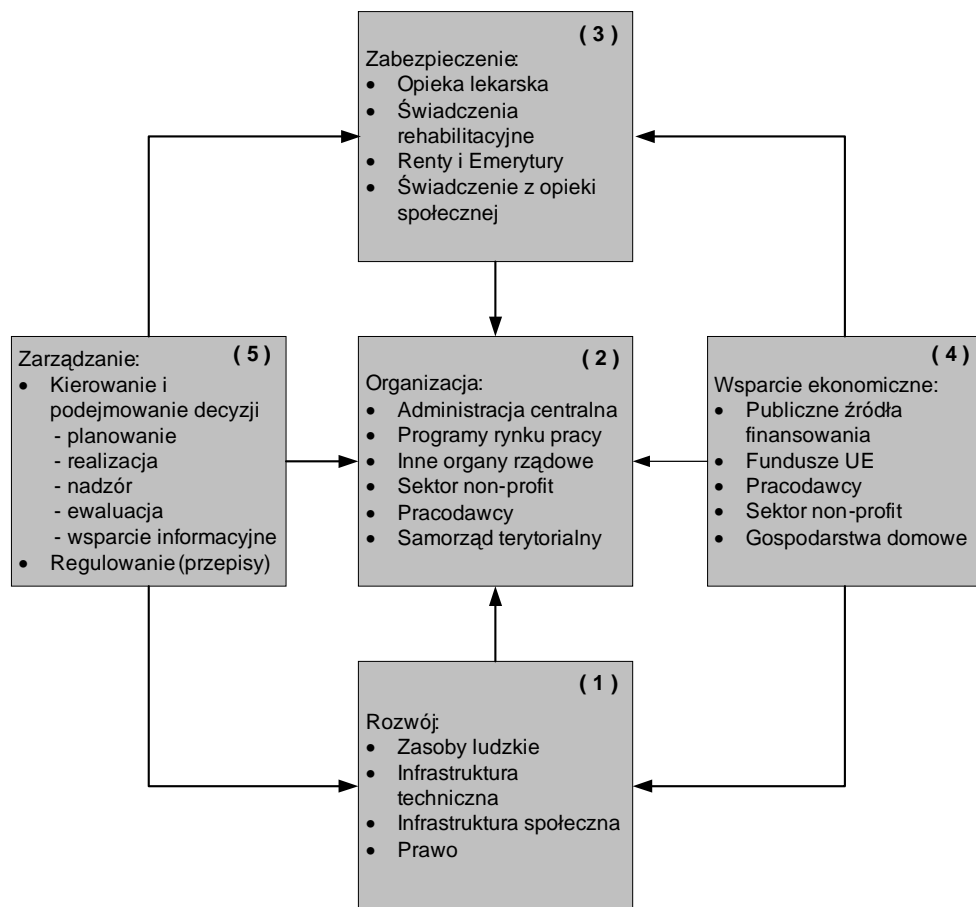 ( 3 )
Zabezpieczenie:
• Opieka lekarska
• Świadczenia
rehabilitacyjne
• Renty i Emerytury
• Świadczenie z opieki
społecznej
( 5 )
Zarządzanie:
• Kierowanie i
podejmowanie decyzji
- planowanie
- realizacja
- nadzór
- ewaluacja
- wsparcie informacyjne
• Regulowanie (przepisy)
( 2 )
Organizacja:
• Administracja centralna
• Programy rynku pracy
• Inne organy rządowe
• Sektor non-profit
• Pracodawcy
• Samorząd terytorialny
( 4 )
Wsparcie ekonomiczne:
• Publiczne źródła
finansowania
• Fundusze UE
• Pracodawcy
• Sektor non-profit
• Gospodarstwa domowe
( 1 )
Rozwój:
• Zasoby ludzkie
• Infrastruktura
techniczna
• Infrastruktura społeczna
• Prawo